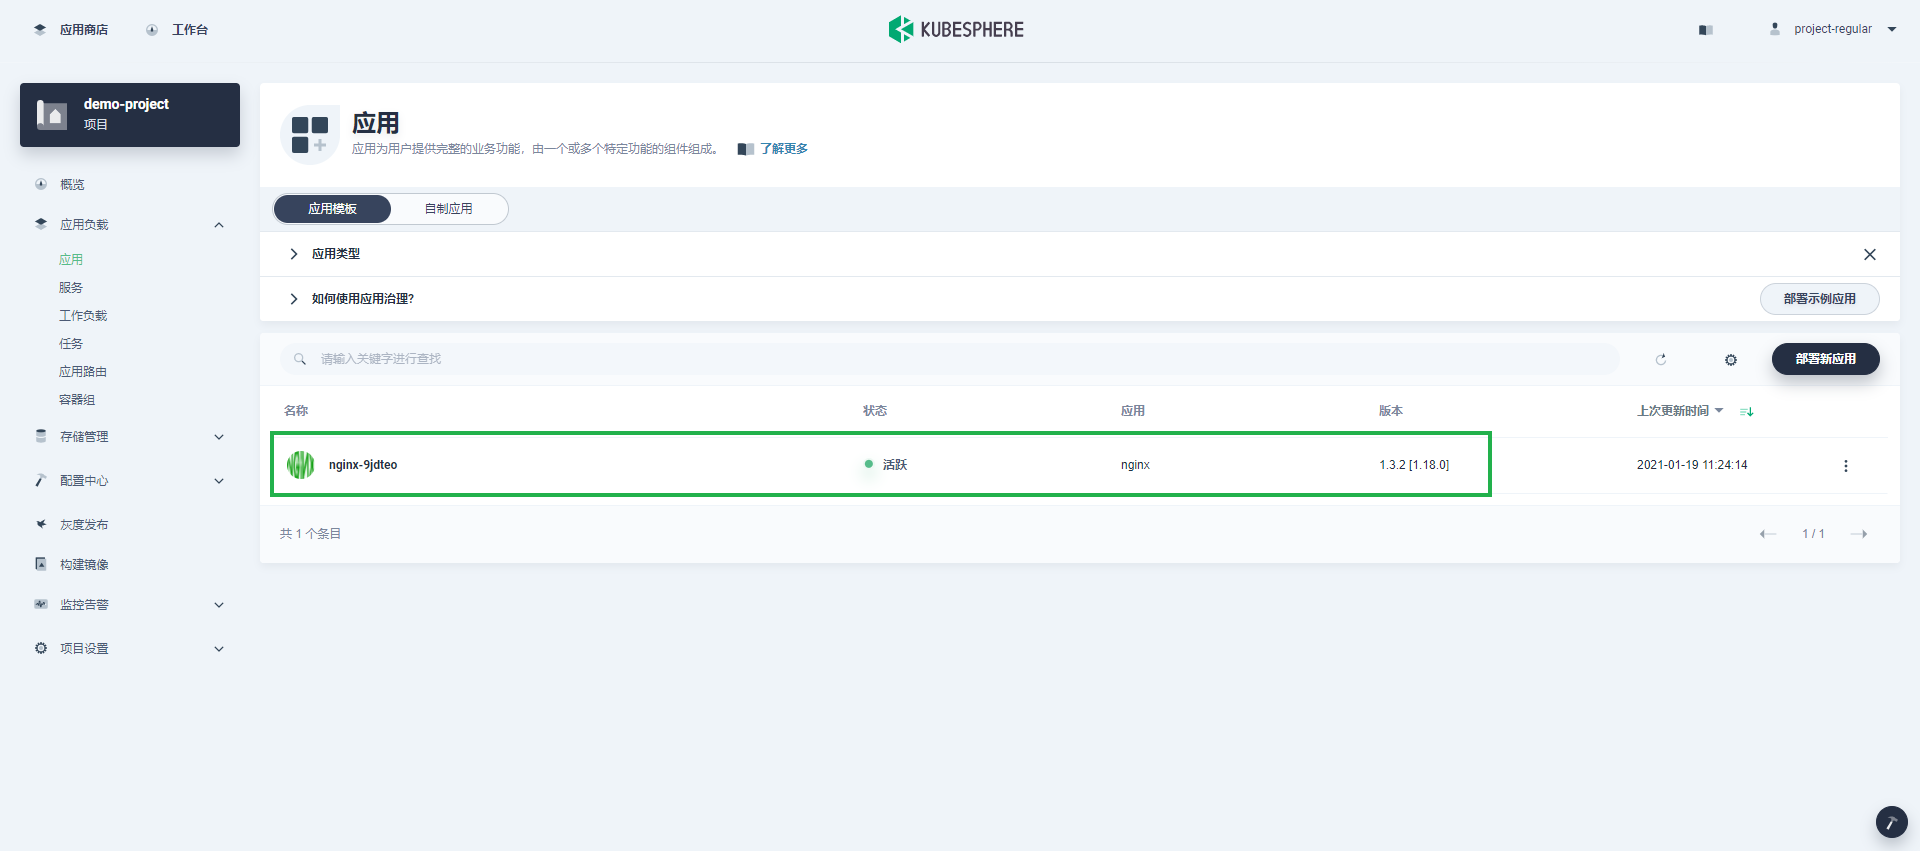 应用商店
工作台
KUBESPHERE
project-regular
demo-project
项目
概览
应用负载
应用
服务
工作负载
任务
应用路由
容器组
存储管理
配置中心
灰度发布
构建镜像
监控告警
项目设置
应用
应用为用户提供完整的业务功能，由一个或多个特定功能的组件组成。
了解更多
应用模板
自制应用
应用类型
如何使用应用治理?
部署示例应用
请输入关键字进行查找
部署新应用
名称 状态 应用 版本 上次更新时间
nginx-9jdteo 活跃 nginx 1.3.2 [1.18.0] 2021-01-19 11:24:14
共 1 个条目
1 / 1